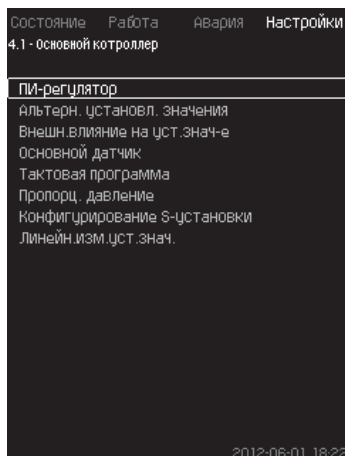 Состояние Работа Авария Настройки
4.1 - Основной котроллер
ПИ-регулятор
Альтерн. установл. значения
Внешн.влияние на уст.знач-е
Основной датчик
Тактовая программа
Пропорц. давление
Конфигурирование S-установки
Линейн.изм.уст.знач.
2012-06-01 18:22